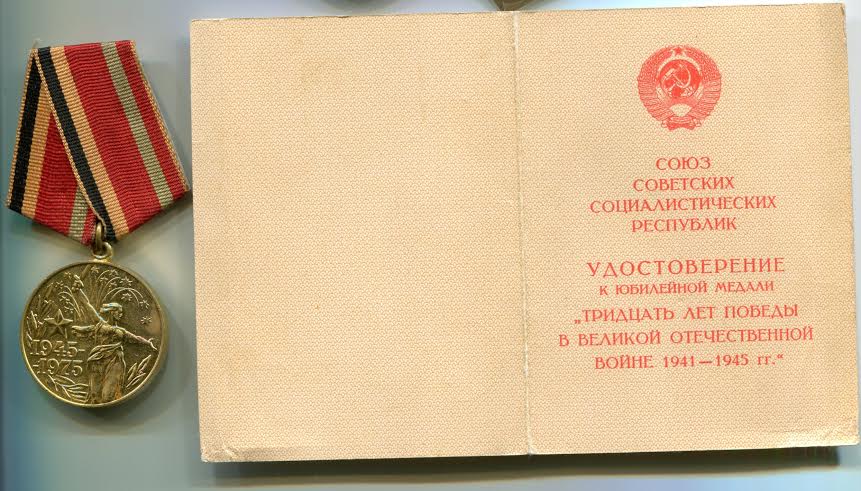 1945-
-1975
СОЮЗ
СОВЕТСКИХ
СОЦИАЛИСТИЧЕСКИХ
РЕСПУБЛИК
УДОСТОВЕРЕНИЕ
К ЮБИЛЕЙНОЙ МЕДАЛИ
„ТРИДЦАТЬ ЛЕТ ПОБЕДЫ
В ВЕЛИКОЙ ОТЕЧЕСТВЕННОЙ
ВОЙНЕ 1941—1945 гг.“